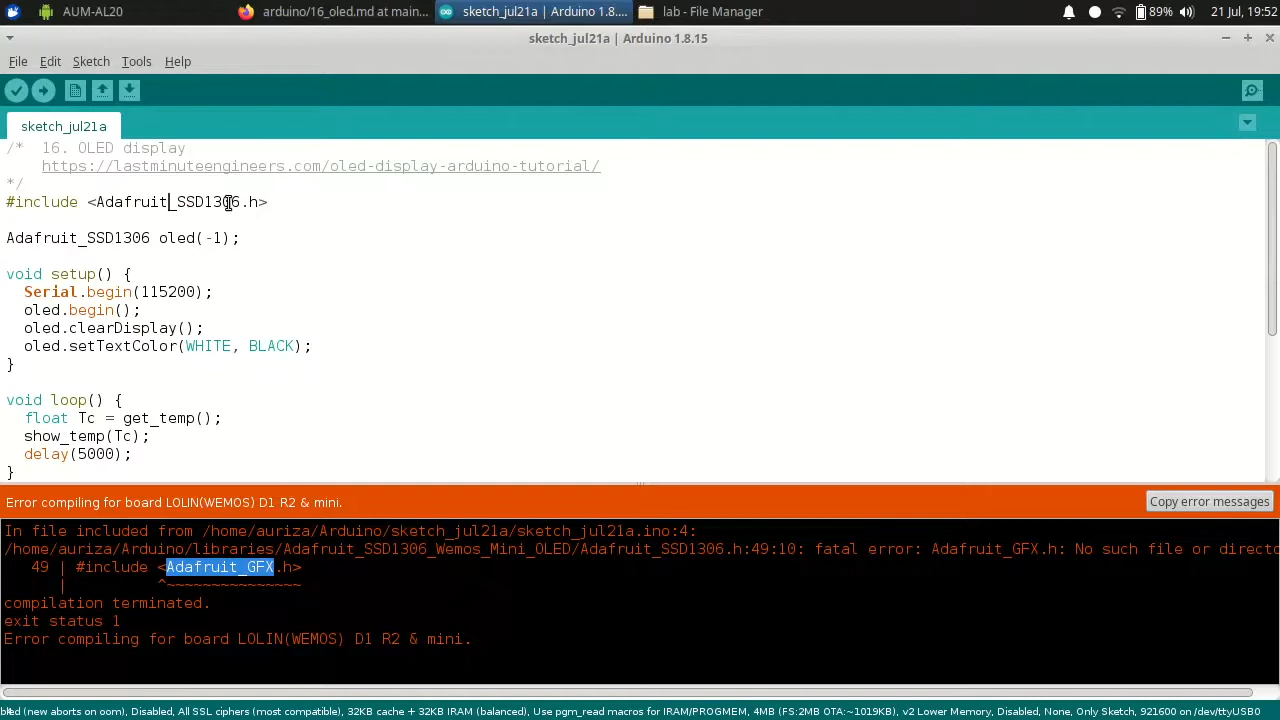 AUM-AL20
arduino/16_oled.md at main...
sketch_jul21a | Arduino 1.8....
lab - File Manager
89%
21 Jul, 19:52
sketch_jul21a | Arduino 1.8.15
File Edit Sketch Tools Help
sketch_jul21a
/* 16. OLED display
https://lastminuteengineers.com/oled-display-arduino-tutorial/
*/
#include <Adafruit_SSD1306.h>
Adafruit_SSD1306 oled(-1);
void setup() {
Serial.begin(115200);
oled.begin();
oled.clearDisplay();
oled.setTextColor(WHITE, BLACK);
}
void loop() {
float Tc = get_temp();
show_temp(Tc);
delay(5000);
}
Error compiling for board LOLIN(WEMOS) D1 R2 & mini.
Copy error messages
In file included from /home/auriza/Arduino/sketch_jul21a/sketch_jul21a.ino:4:
/home/auriza/Arduino/libraries/Adafruit_SSD1306_Wemos_Mini_OLED/Adafruit_SSD1306.h:49:10: fatal error: Adafruit_GFX.h: No such file or directo
49 | #include <Adafruit_GFX.h>
| ^~~~~~~~~~~~~~~~
compilation terminated.
exit status 1
Error compiling for board LOLIN(WEMOS) D1 R2 & mini.
(new aborts on oom), Disabled, All SSL ciphers (most compatible), 32KB cache + 32KB IRAM (balanced), Use pgm_read macros for IRAM/PROGMEM, 4MB (FS:2MB OTA:~1019KB), v2 Lower Memory, Disabled, None, Only Sketch, 921600 on /dev/ttyUSB0